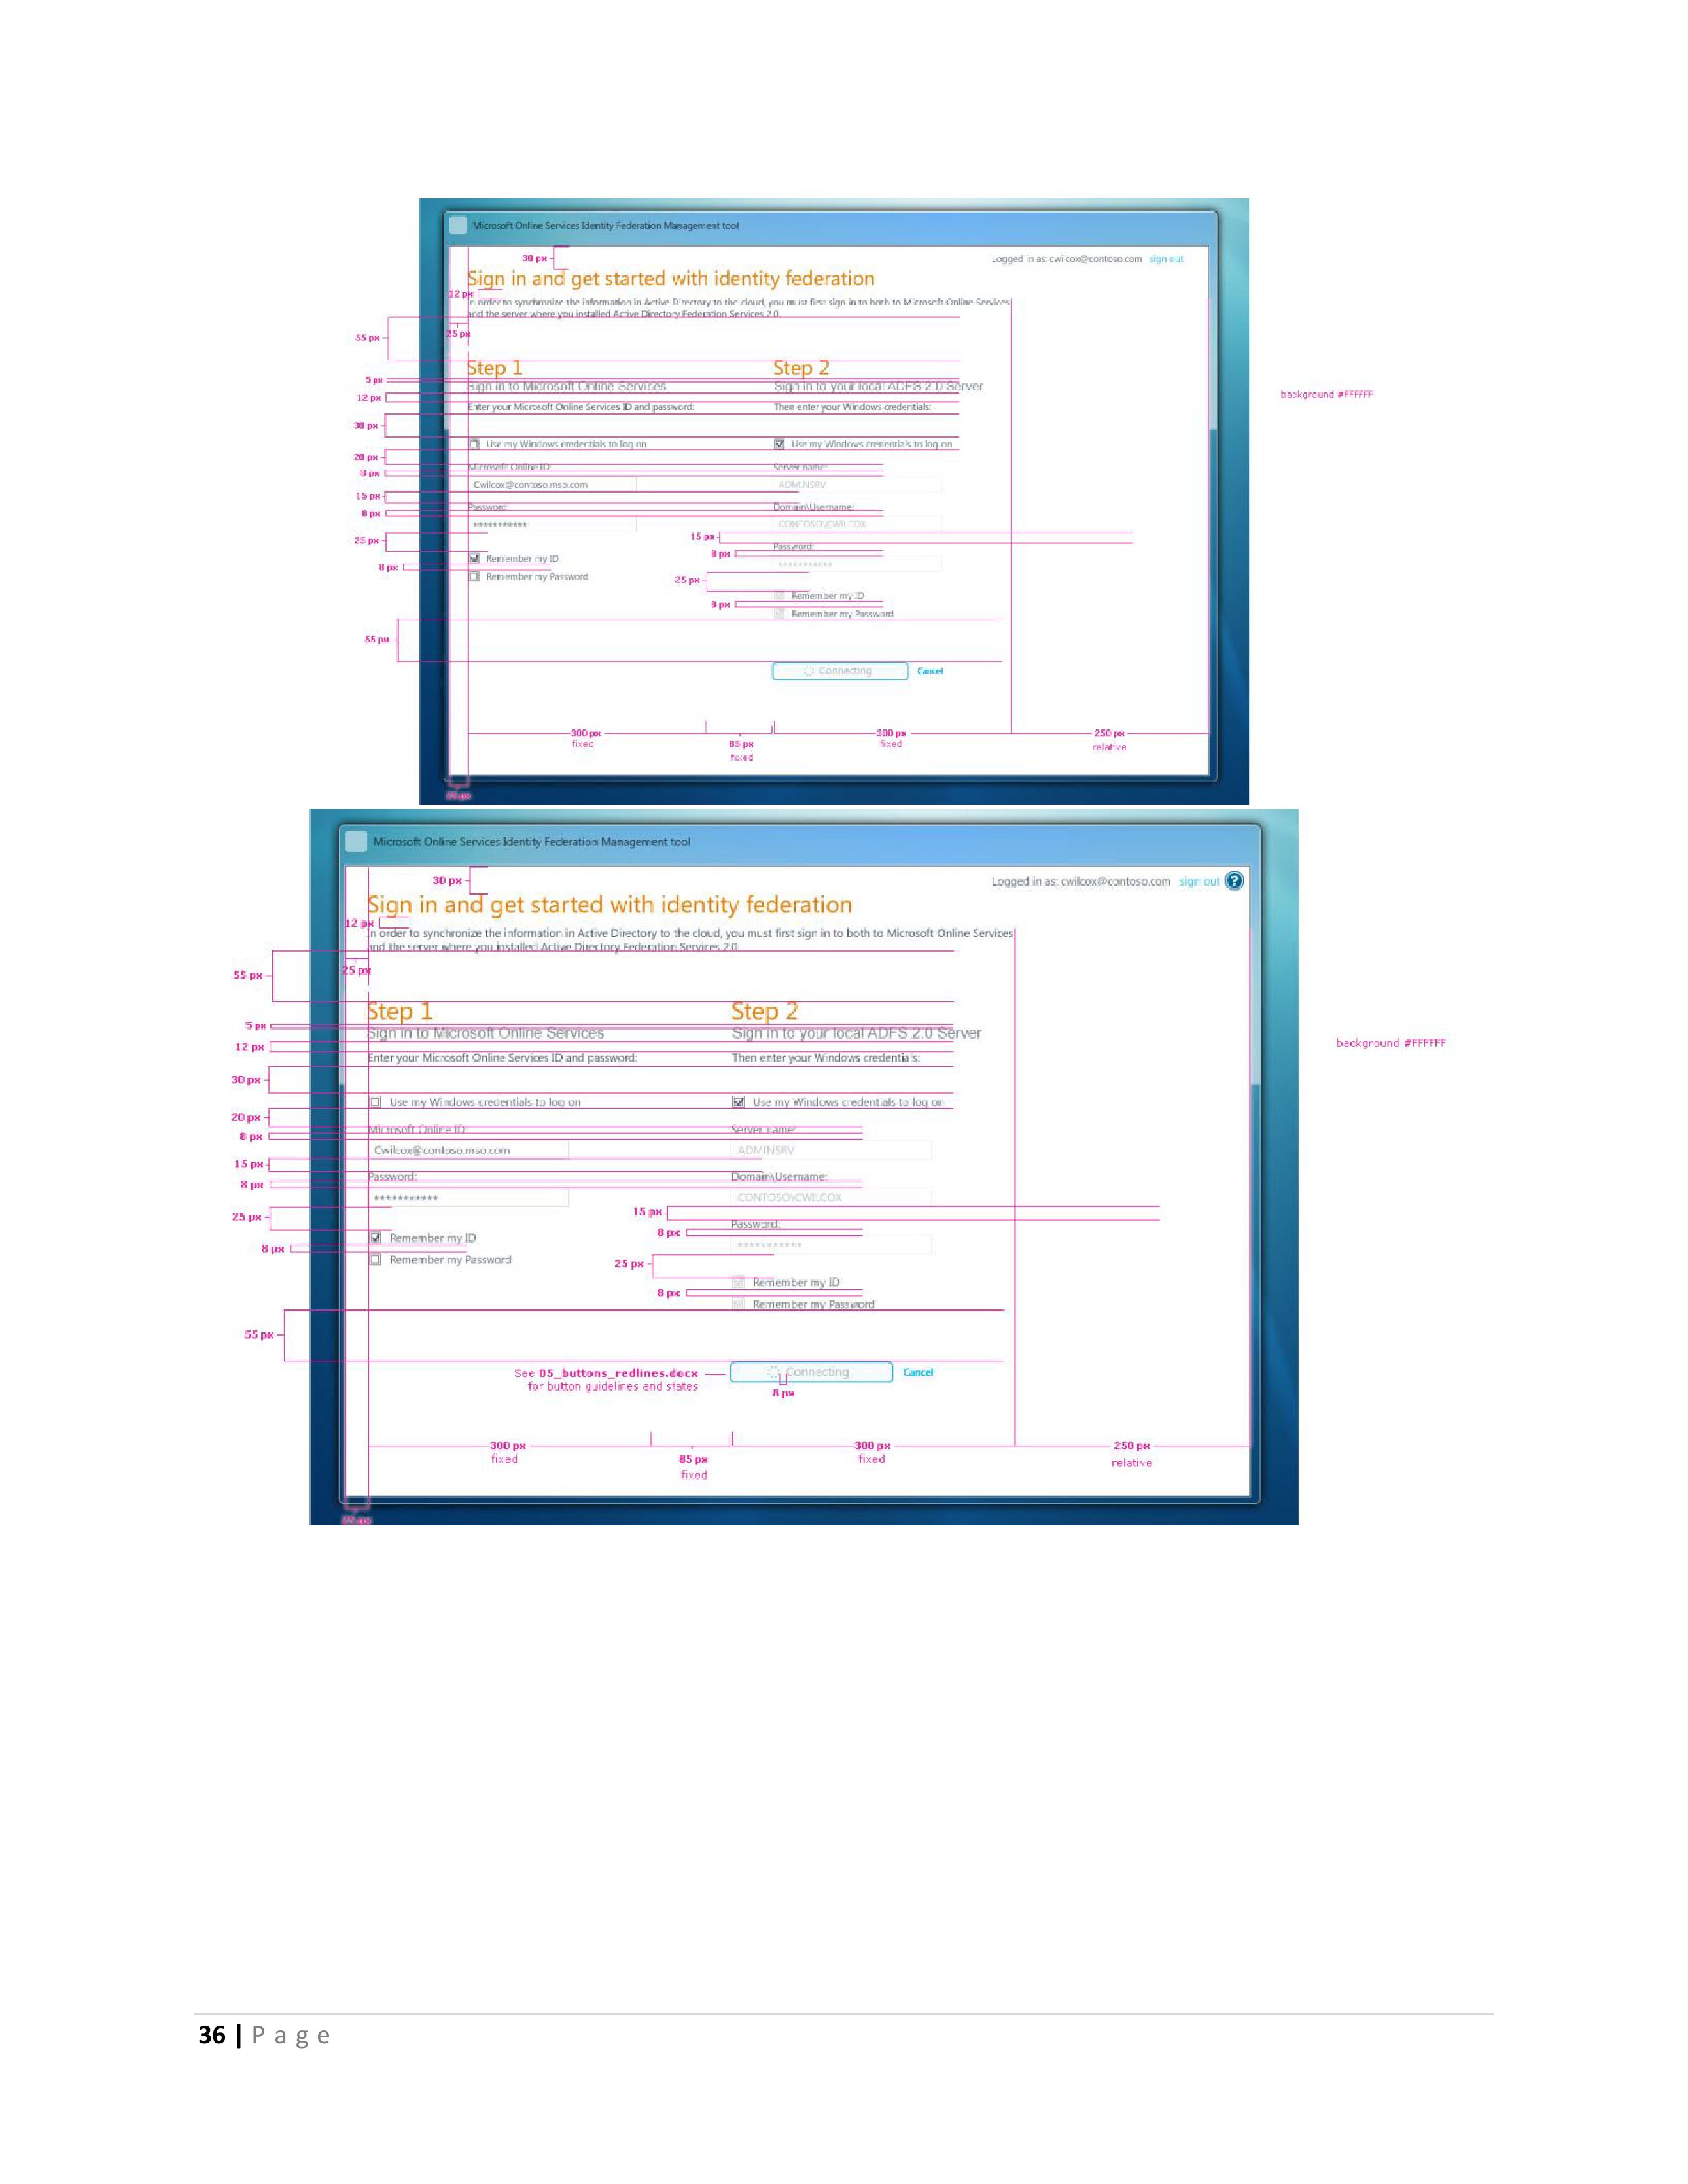 Microsoft Online Services Identity Federation Management tool
30 px
Logged in as: cwilcox@contoso.com sign out
Sign in and get started with identity federation
12 px
In order to synchronize the information in Active Directory to the cloud, you must first sign in to both to Microsoft Online Services
and the server where you installed Active Directory Federation Services 2.0.
25 px
55 px
Step 1 Step 2
5 px
Sign in to Microsoft Online Services Sign in to your local ADFS 2.0 Server
background #FFFFFF
12 px
Enter your Microsoft Online Services ID and password: Then enter your Windows credentials:
30 px
Use my Windows credentials to log on Use my Windows credentials to log on
20 px
Microsoft Online ID: Server name:
8 px
Cwilcox@contoso.mso.com ADMINSRV
15 px
Password: Domain\Username:
8 px
*********** CONTOSO\CWILCOX
25 px 15 px
Password:
8 px
Remember my ID ***********
8 px
Remember my Password 25 px
Remember my ID
8 px
Remember my Password
55 px
Connecting Cancel
300 px 300 px 250 px
fixed 85 px fixed relative
fixed
25 px
Microsoft Online Services Identity Federation Management tool
30 px Logged in as: cwilcox@contoso.com sign out ?
Sign in and get started with identity federation
12 px
In order to synchronize the information in Active Directory to the cloud, you must first sign in to both to Microsoft Online Services
and the server where you installed Active Directory Federation Services 2.0.
55 px 25 px
Step 1 Step 2
5 px
Sign in to Microsoft Online Services Sign in to your local ADFS 2.0 Server
background #FFFFFF
12 px
Enter your Microsoft Online Services ID and password: Then enter your Windows credentials:
30 px
Use my Windows credentials to log on Use my Windows credentials to log on
20 px
Microsoft Online ID: Server name:
8 px
Cwilcox@contoso.mso.com ADMINSRV
15 px
Password: Domain\Username:
8 px
*********** CONTOSO\CWILCOX
25 px 15 px
Password:
8 px
Remember my ID ***********
8 px
Remember my Password 25 px
Remember my ID
8 px
Remember my Password
55 px
See 05_buttons_redlines.docx Connecting Cancel
for button guidelines and states 8 px
300 px 300 px 250 px
fixed 85 px fixed relative
fixed
25 px
36 | Page